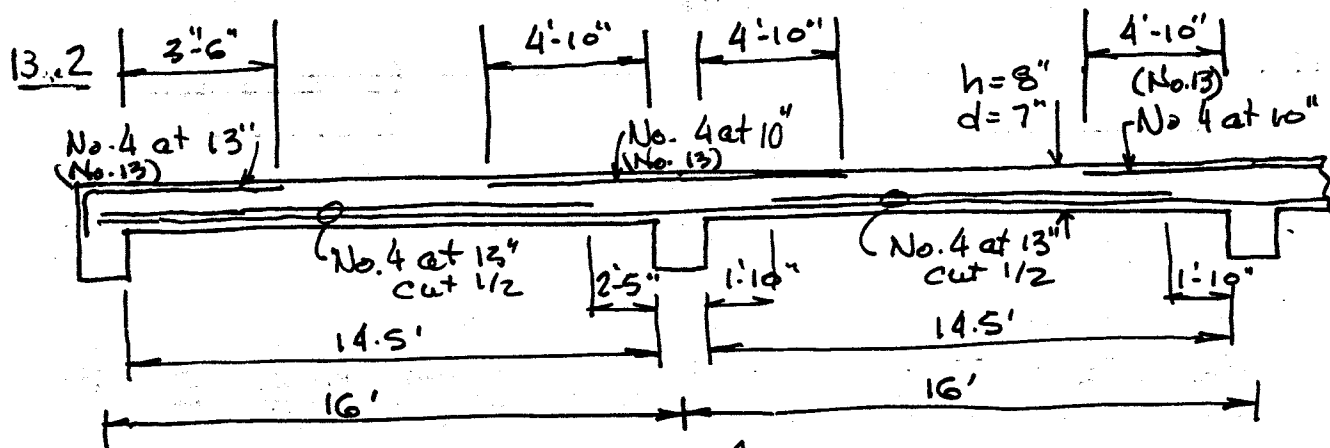 13.2
3'-6"
4'-10"
4'-10"
4'-10"
(No.13)
h=8"
d=7"
No.4 at 13"
(No.13)
No. 4 at 10"
(No. 13)
No 4 at 10"
No.4 at 13"
cut 1/2
No.4 at 13"
cut 1/2
2'-5"
1'-10"
1'-10"
14.5'
14.5'
16'
16'